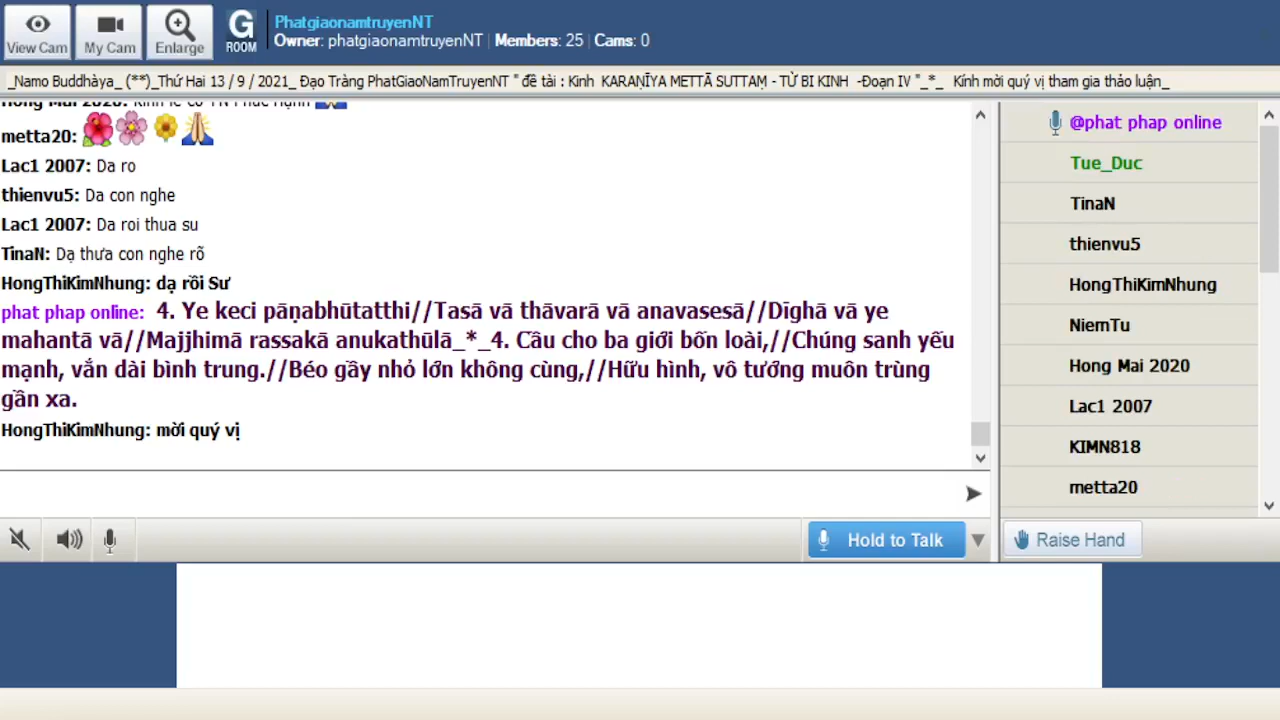 View Cam
My Cam
Enlarge
G
ROOM
PhatgiaonamtruyenNT
Owner: phatgiaonamtruyenNT | Members: 25 | Cams: 0
_Namo Buddhàya_ (**)_Thứ Hai 13 / 9 / 2021_ Đạo Tràng PhatGiaoNamTruyenNT " đề tài : Kinh KARAṆĪYA METTĀ SUTTAṂ - TỪ BI KINH -Đoạn IV "_*_ Kính mời quý vị tham gia thảo luận_
metta20:
Lac1 2007: Da ro
thienvu5: Da con nghe
Lac1 2007: Da roi thua su
TinaN: Dạ thưa con nghe rõ
HongThiKimNhung: dạ rồi Sư
phat phap online: 4. Ye keci pāṇabhūtatthi//Tasā vā thāvarā vā anavasesā//Dīghā vā ye
mahantā vā//Majjhimā rassakā anukathūlā_*_4. Cầu cho ba giới bốn loài,//Chúng sanh yếu
mạnh, vắn dài bình trung.//Béo gầy nhỏ lớn không cùng,//Hữu hình, vô tướng muôn trùng
gần xa.
HongThiKimNhung: mời quý vị
@phat phap online
Tue_Duc
TinaN
thienvu5
HongThiKimNhung
NiemTu
Hong Mai 2020
Lac1 2007
KIMN818
metta20
Hold to Talk
Raise Hand